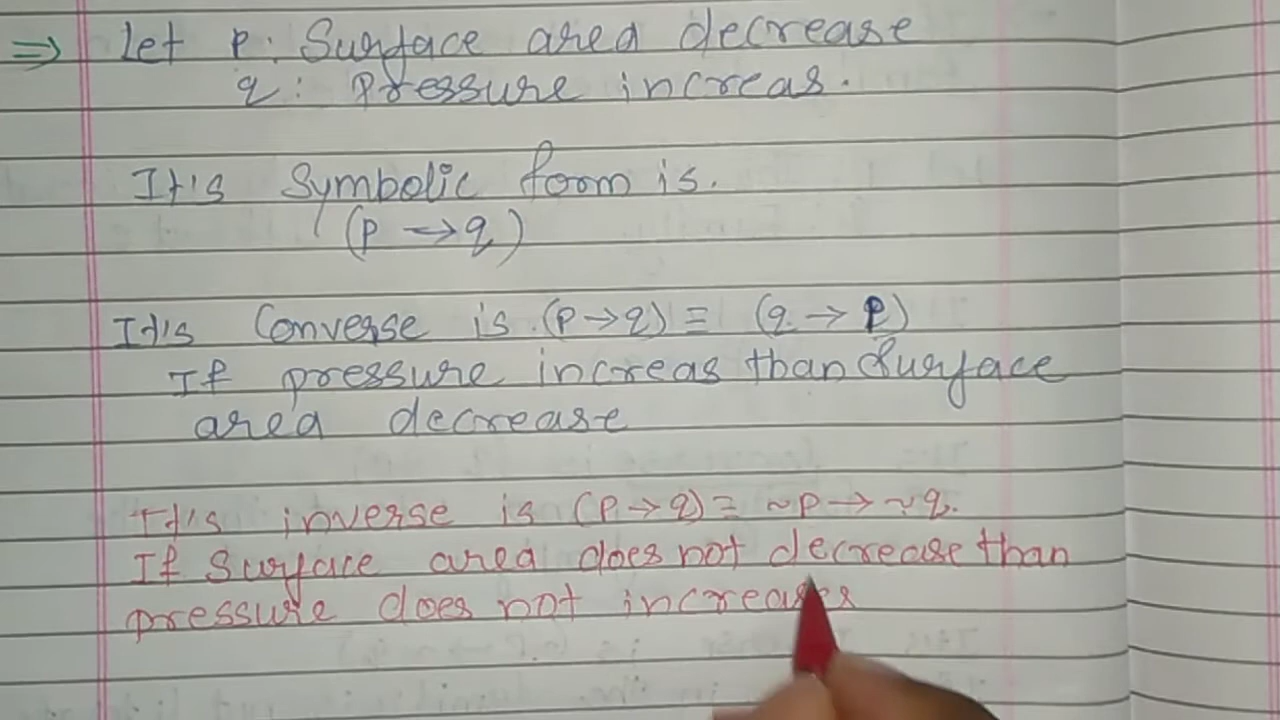 ⇒ Let p: Surface area decrease
q: Pressure increas.
It's Symbolic form is.
(p → q)
It's Converse is (p → q) ≡ (q → p)
If pressure increas than surface
area decrease
It's inverse is (p → q) = ~p → ~q.
If Surface area does not decrease than
pressure does not increases